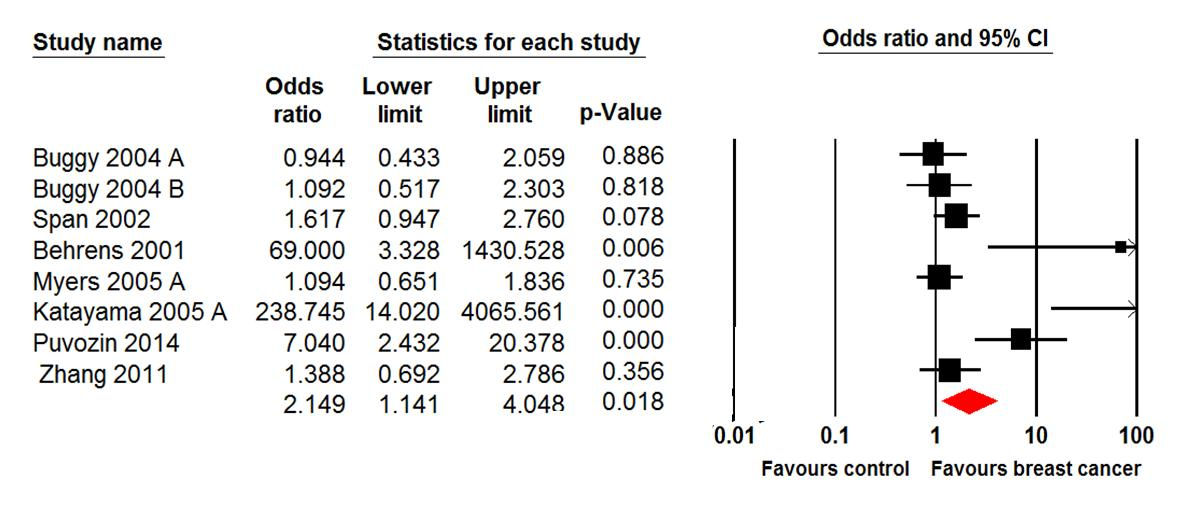 Study name Statistics for each study Odds ratio and 95% CI
Odds Lower Upper
ratio limit limit p-Value
Buggy 2004 A 0.944 0.433 2.059 0.886
Buggy 2004 B 1.092 0.517 2.303 0.818
Span 2002 1.617 0.947 2.760 0.078
Behrens 2001 69.000 3.328 1430.528 0.006
Myers 2005 A 1.094 0.651 1.836 0.735
Katayama 2005 A 238.745 14.020 4065.561 0.000
Puvozin 2014 7.040 2.432 20.378 0.000
Zhang 2011 1.388 0.692 2.786 0.356
2.149 1.141 4.048 0.018
0.01 0.1 1 10 100
Favours control Favours breast cancer